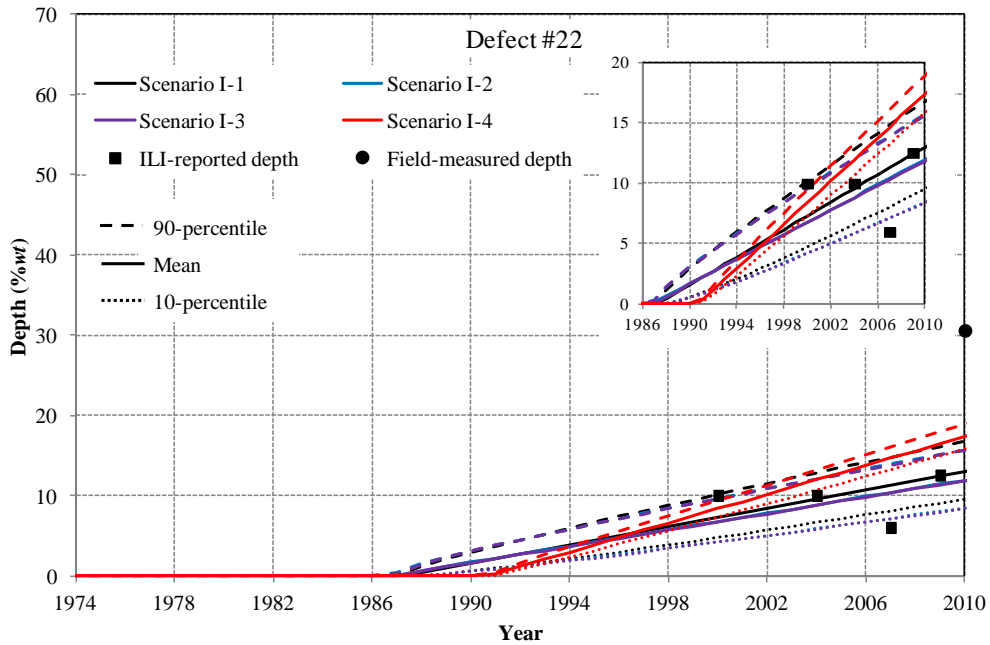 Defect #22
Scenario I-1
Scenario I-2
Scenario I-3
Scenario I-4
ILI-reported depth
Field-measured depth
90-percentile
Mean
10-percentile
Depth (%wt)
70
60
50
40
30
20
10
0
1974 1978 1982 1986 1990 1994 1998 2002 2006 2010
Year
20
15
10
5
0
1986 1990 1994 1998 2002 2006 2010